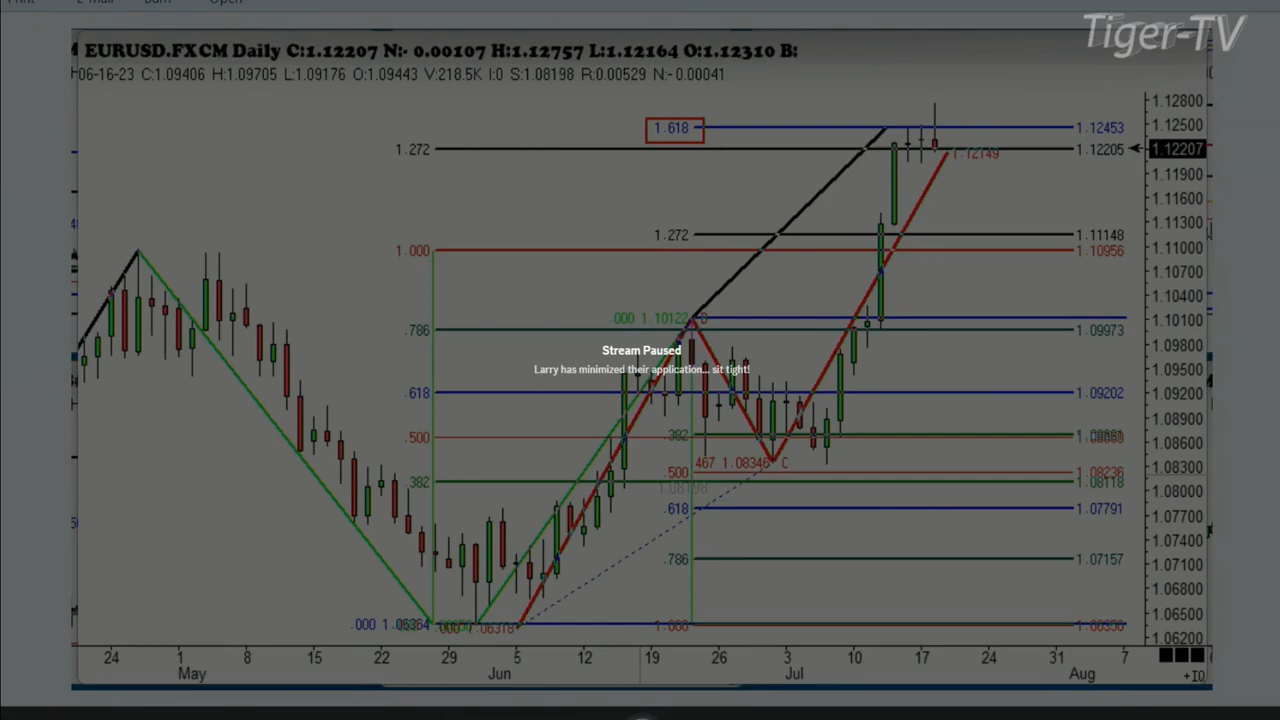 Print E-mail Burn Open
Tiger-TV
EURUSD.FXCM Daily C:1.12207 N:- 0.00107 H:1.12757 L:1.12164 O:1.12310 B:
06-16-23 C:1.09406 H:1.09705 L:1.09176 O:1.09443 V:218.5K I:0 S:1.08198 R:0.00529 N:-0.00041
1.12800
1.618 1.12453 1.12500
1.272 1.12205 1.12207
1.12149
1.11900
1.11600
1.11300
1.272 1.11148
1.000 1.10956 1.11000
1.10700
1.10400
.000 1.10122 1.10100
.786 1.09973
1.09800
Stream Paused
Larry has minimized their application... sit tight!
1.09500
.618 1.09202 1.09200
1.08900
.382
.500 1.08600
467 1.08346 C 1.08300
.500 1.08236
.382 1.08198 1.08118
1.08000
.618 1.07791
1.07700
1.07400
.786 1.07157 1.07100
1.06800
1.06500
.000 1.06364 1.06318 1.000
1.06200
24 1 8 15 22 29 5 12 19 26 3 10 17 24 31 7
May Jun Jul Aug
+10